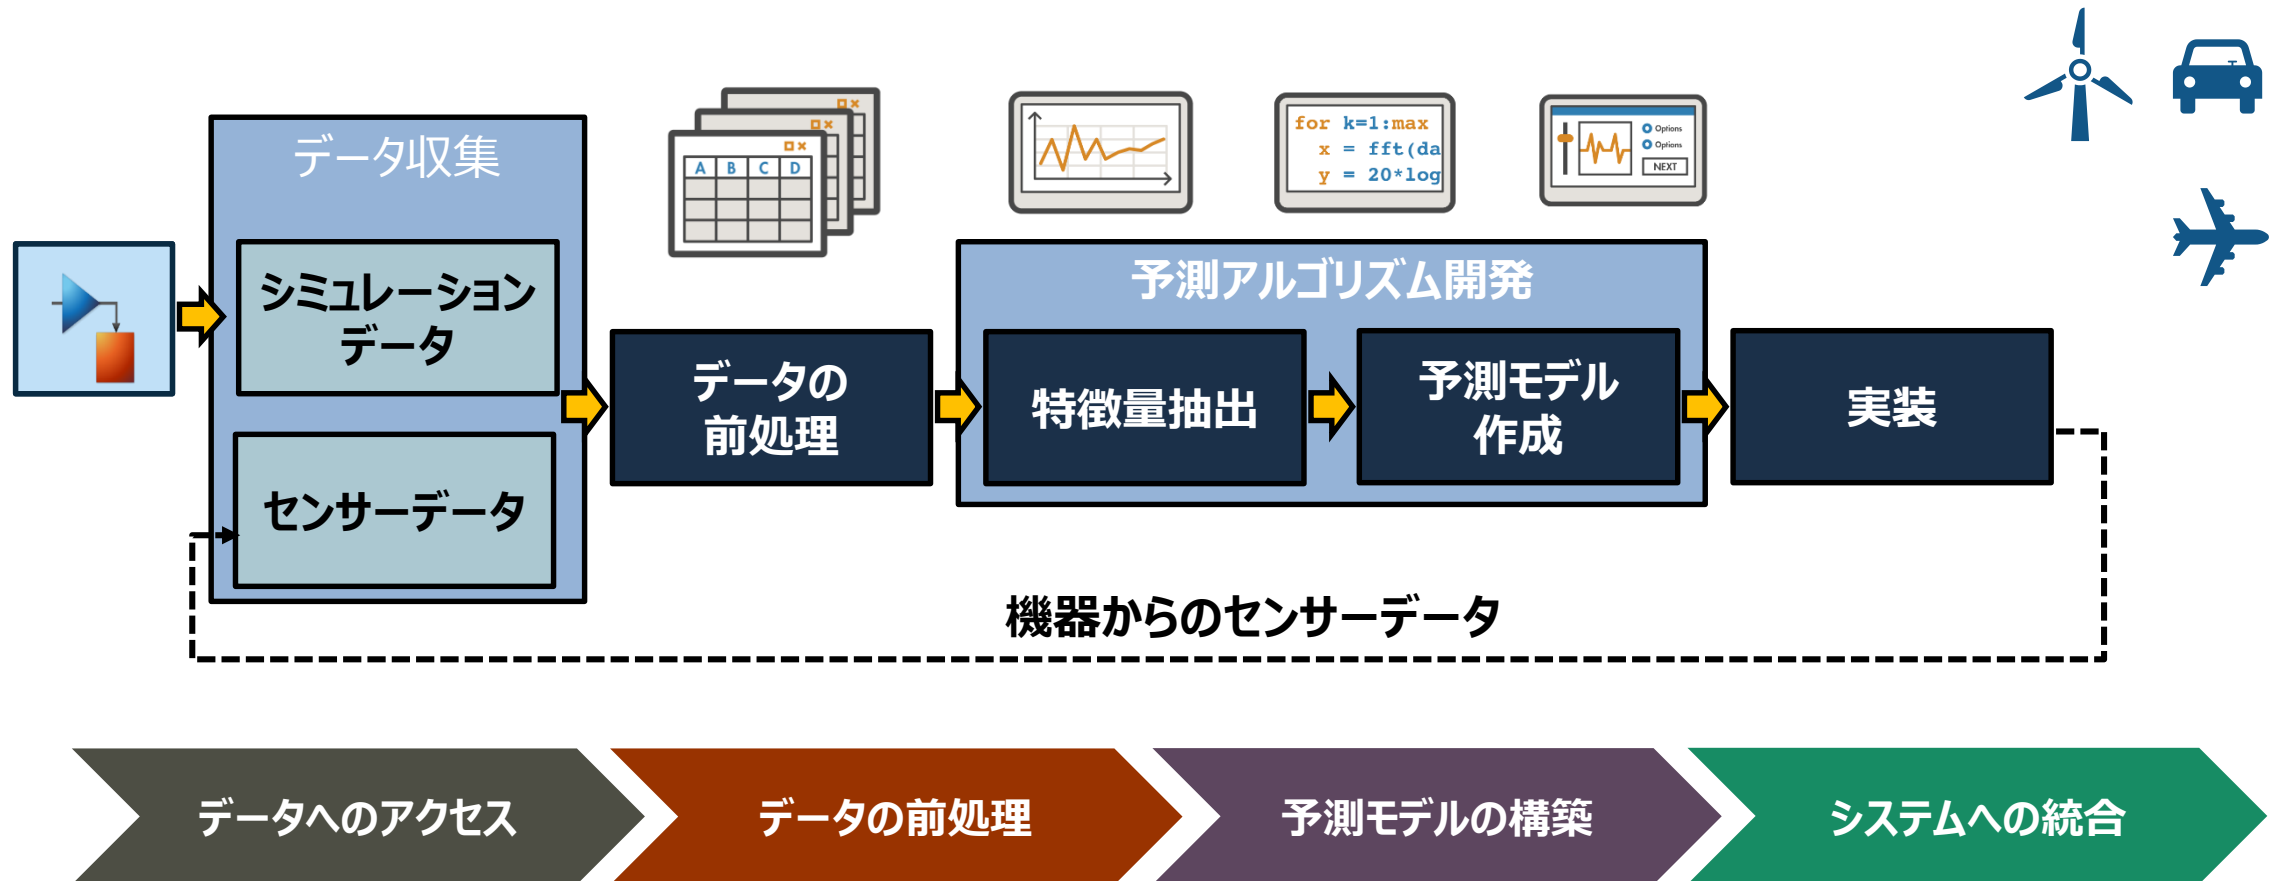 データ収集
シミュレーション
データ
センサーデータ
A B C D
データの
前処理
for k=1:max
x = fft(da
y = 20*log
Options
Options
NEXT
予測アルゴリズム開発
特徴量抽出
予測モデル
作成
実装
機器からのセンサーデータ
データへのアクセス
データの前処理
予測モデルの構築
システムへの統合